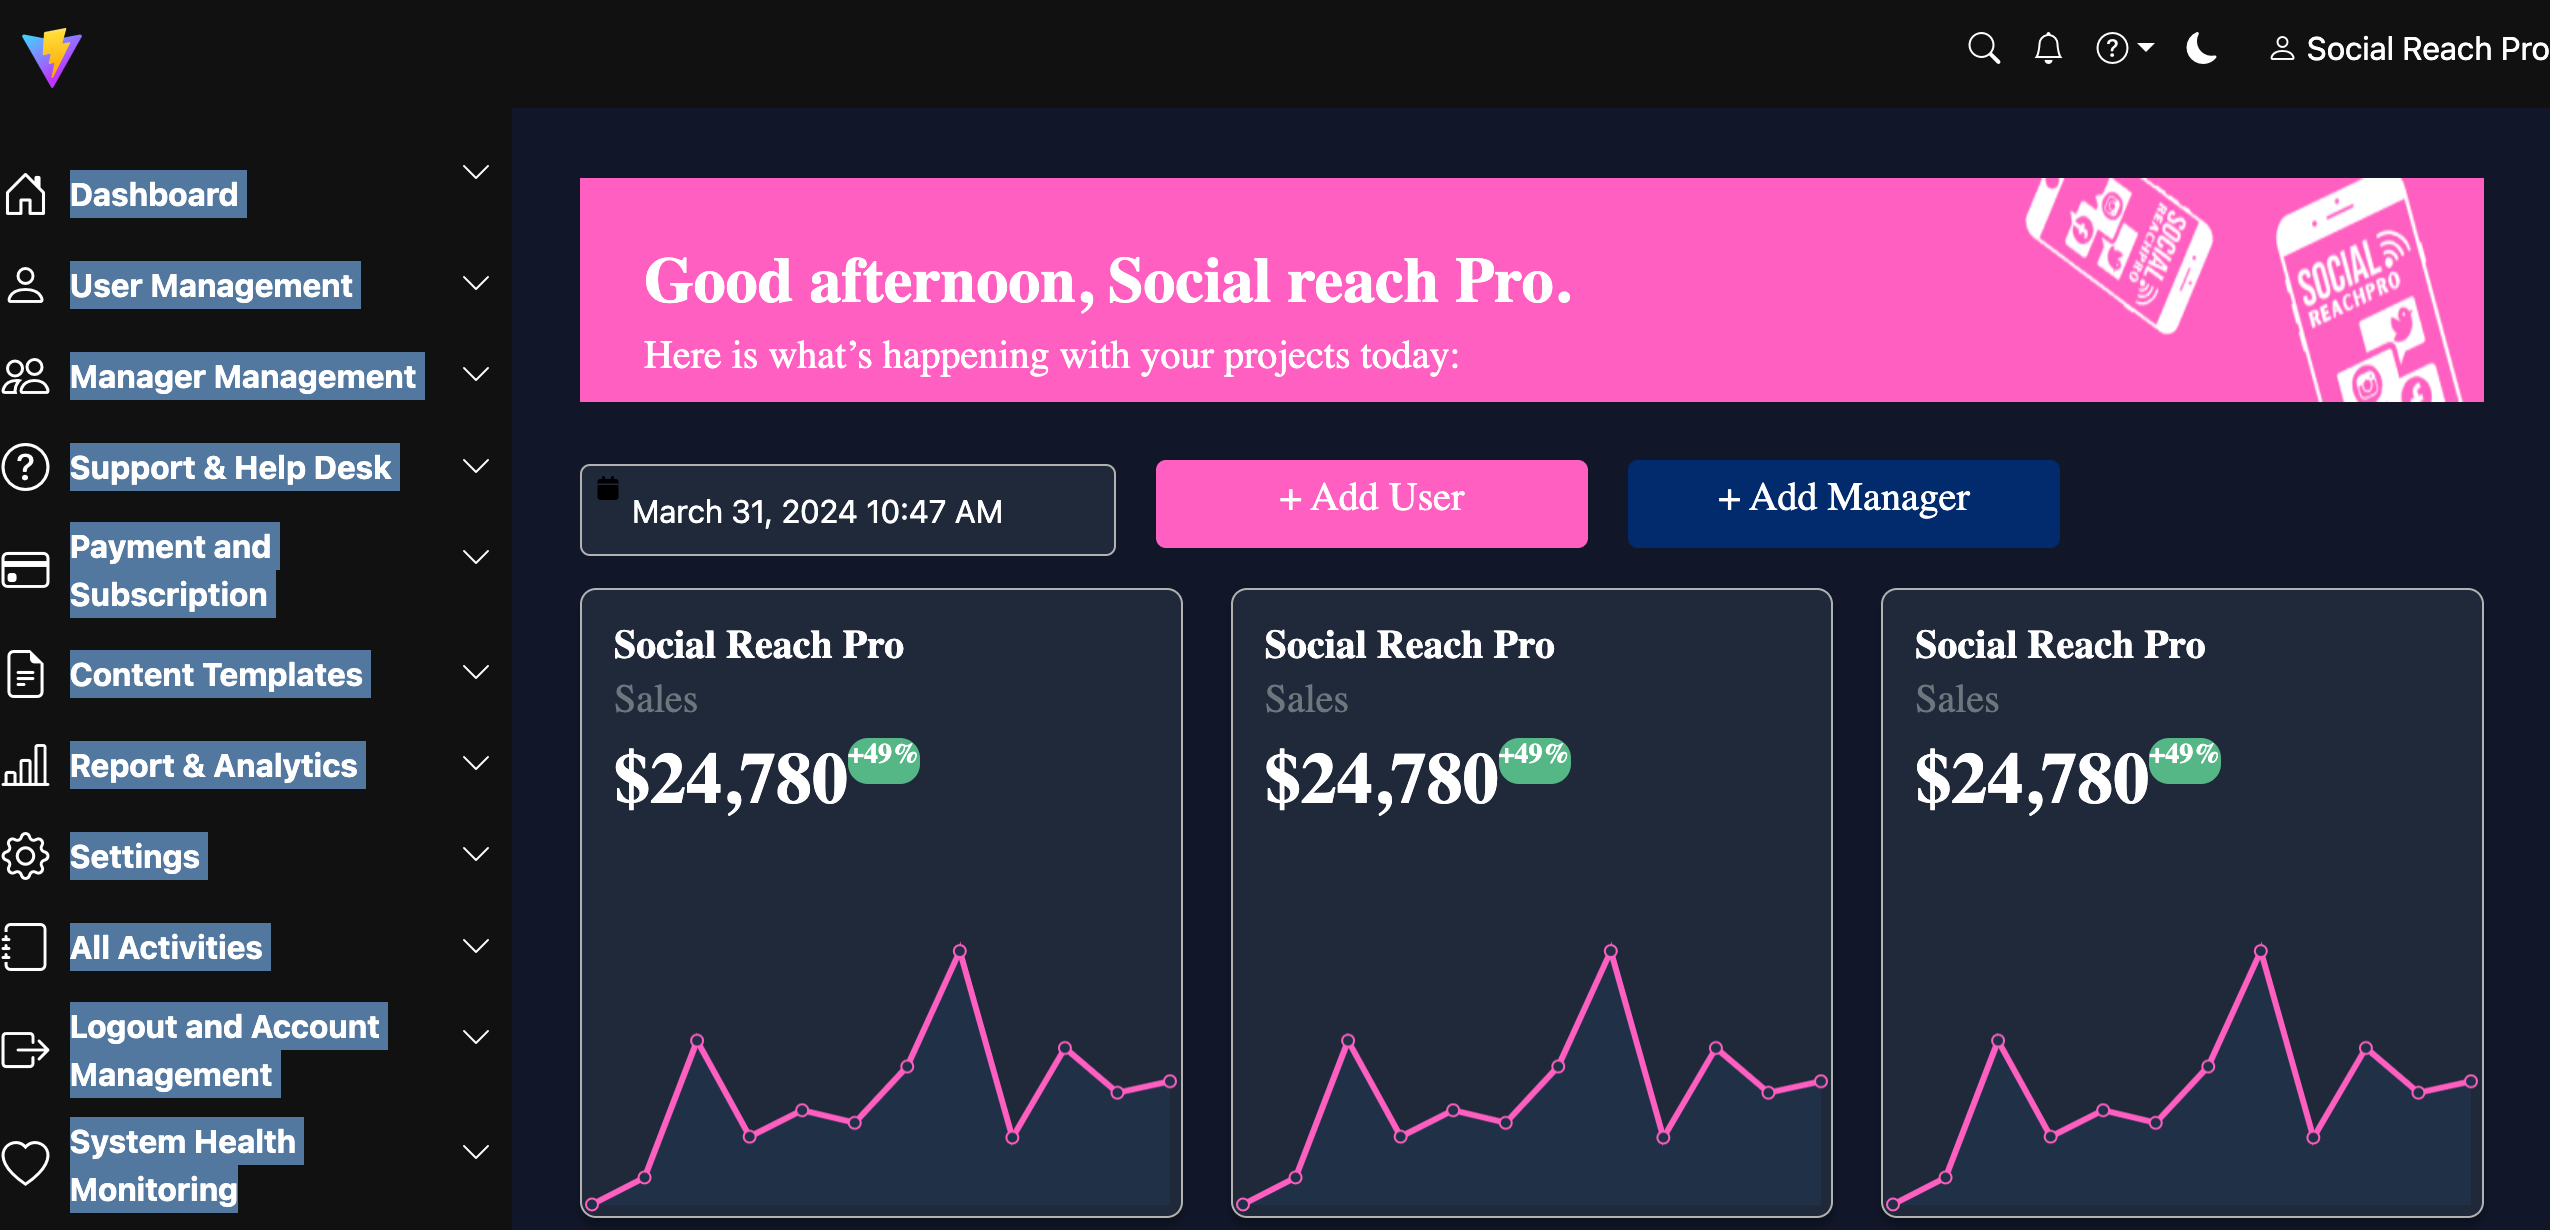 Social Reach Pro
Dashboard
User Management
Manager Management
Support & Help Desk
Payment and
Subscription
Content Templates
Report & Analytics
Settings
All Activities
Logout and Account
Management
System Health
Monitoring
Good afternoon, Social reach Pro.
Here is what’s happening with your projects today:
SOCIAL
REACHPRO
SOCIAL
REACHPRO
March 31, 2024 10:47 AM
+ Add User
+ Add Manager
Social Reach Pro
Sales
$24,780 +49%
Social Reach Pro
Sales
$24,780 +49%
Social Reach Pro
Sales
$24,780 +49%